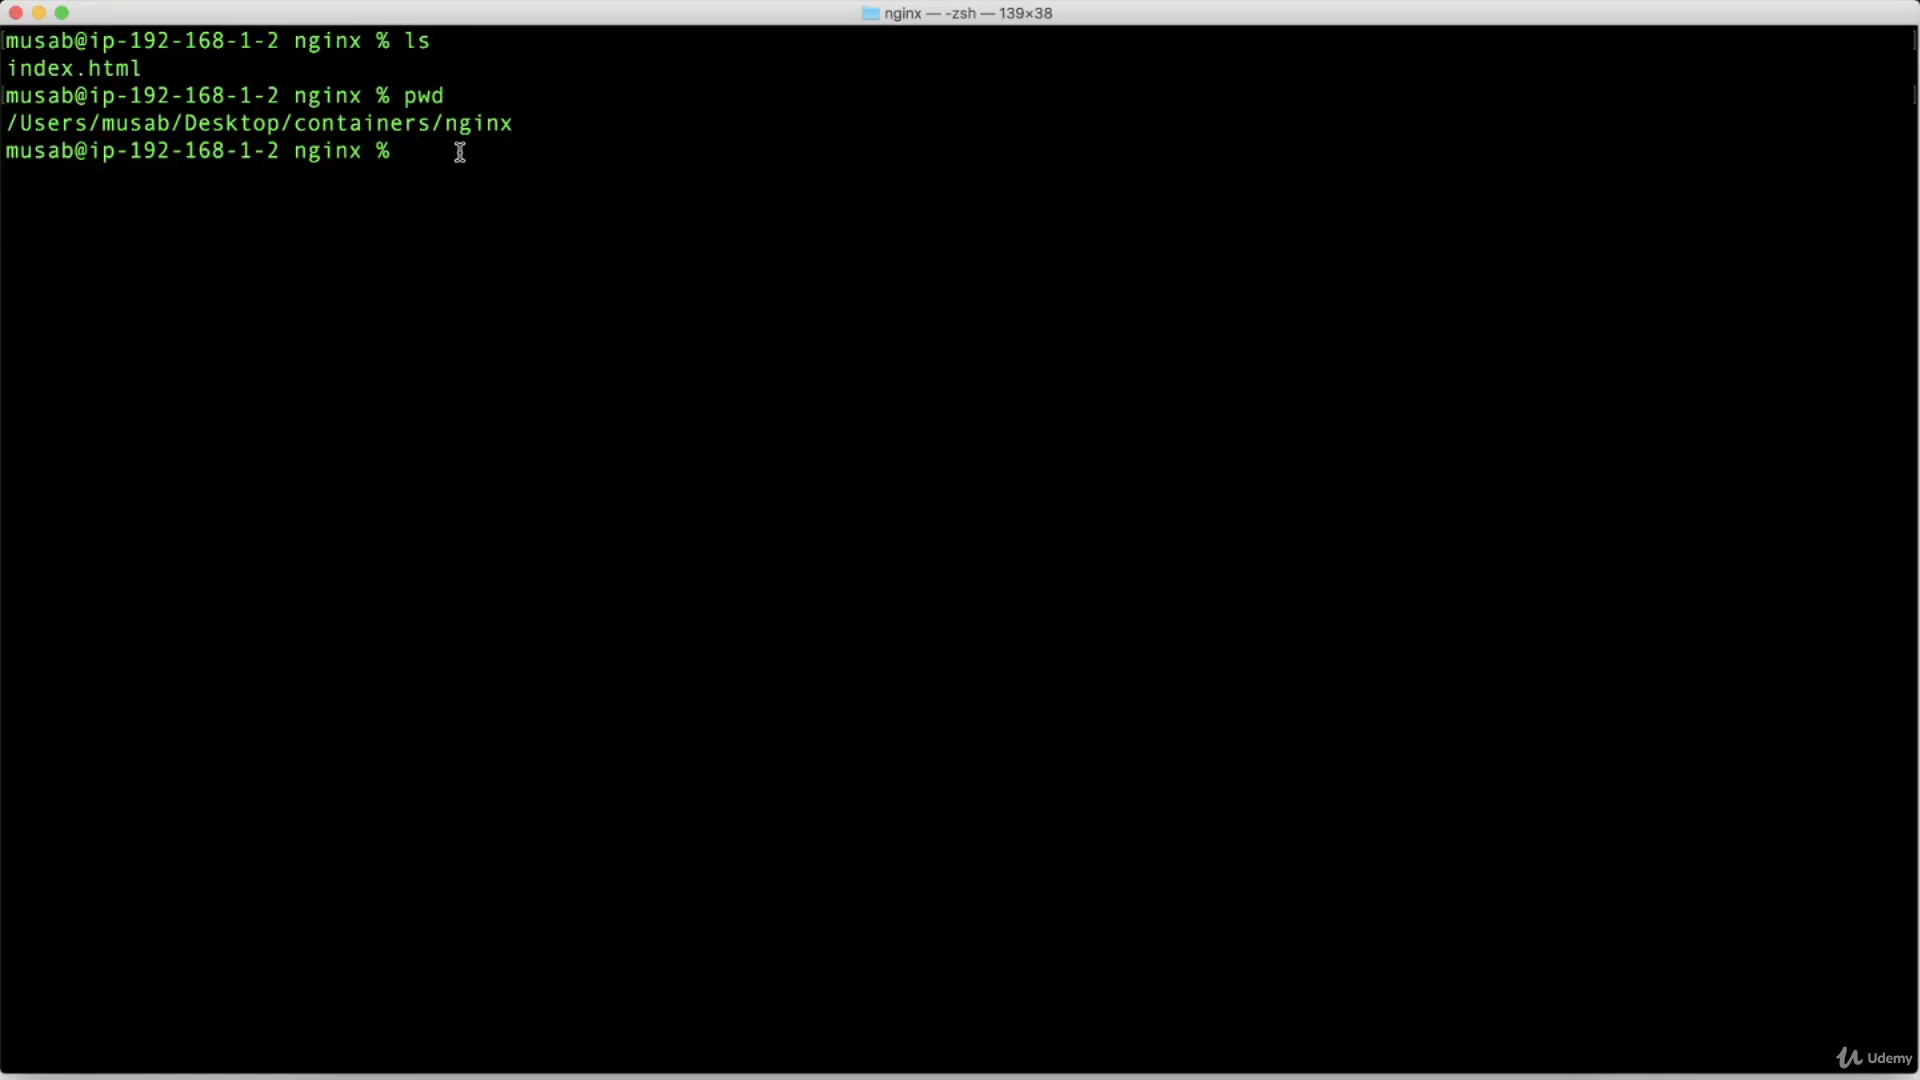 nginx — -zsh — 139×38
musab@ip-192-168-1-2 nginx % ls
index.html
musab@ip-192-168-1-2 nginx % pwd
/Users/musab/Desktop/containers/nginx
musab@ip-192-168-1-2 nginx %
Udemy